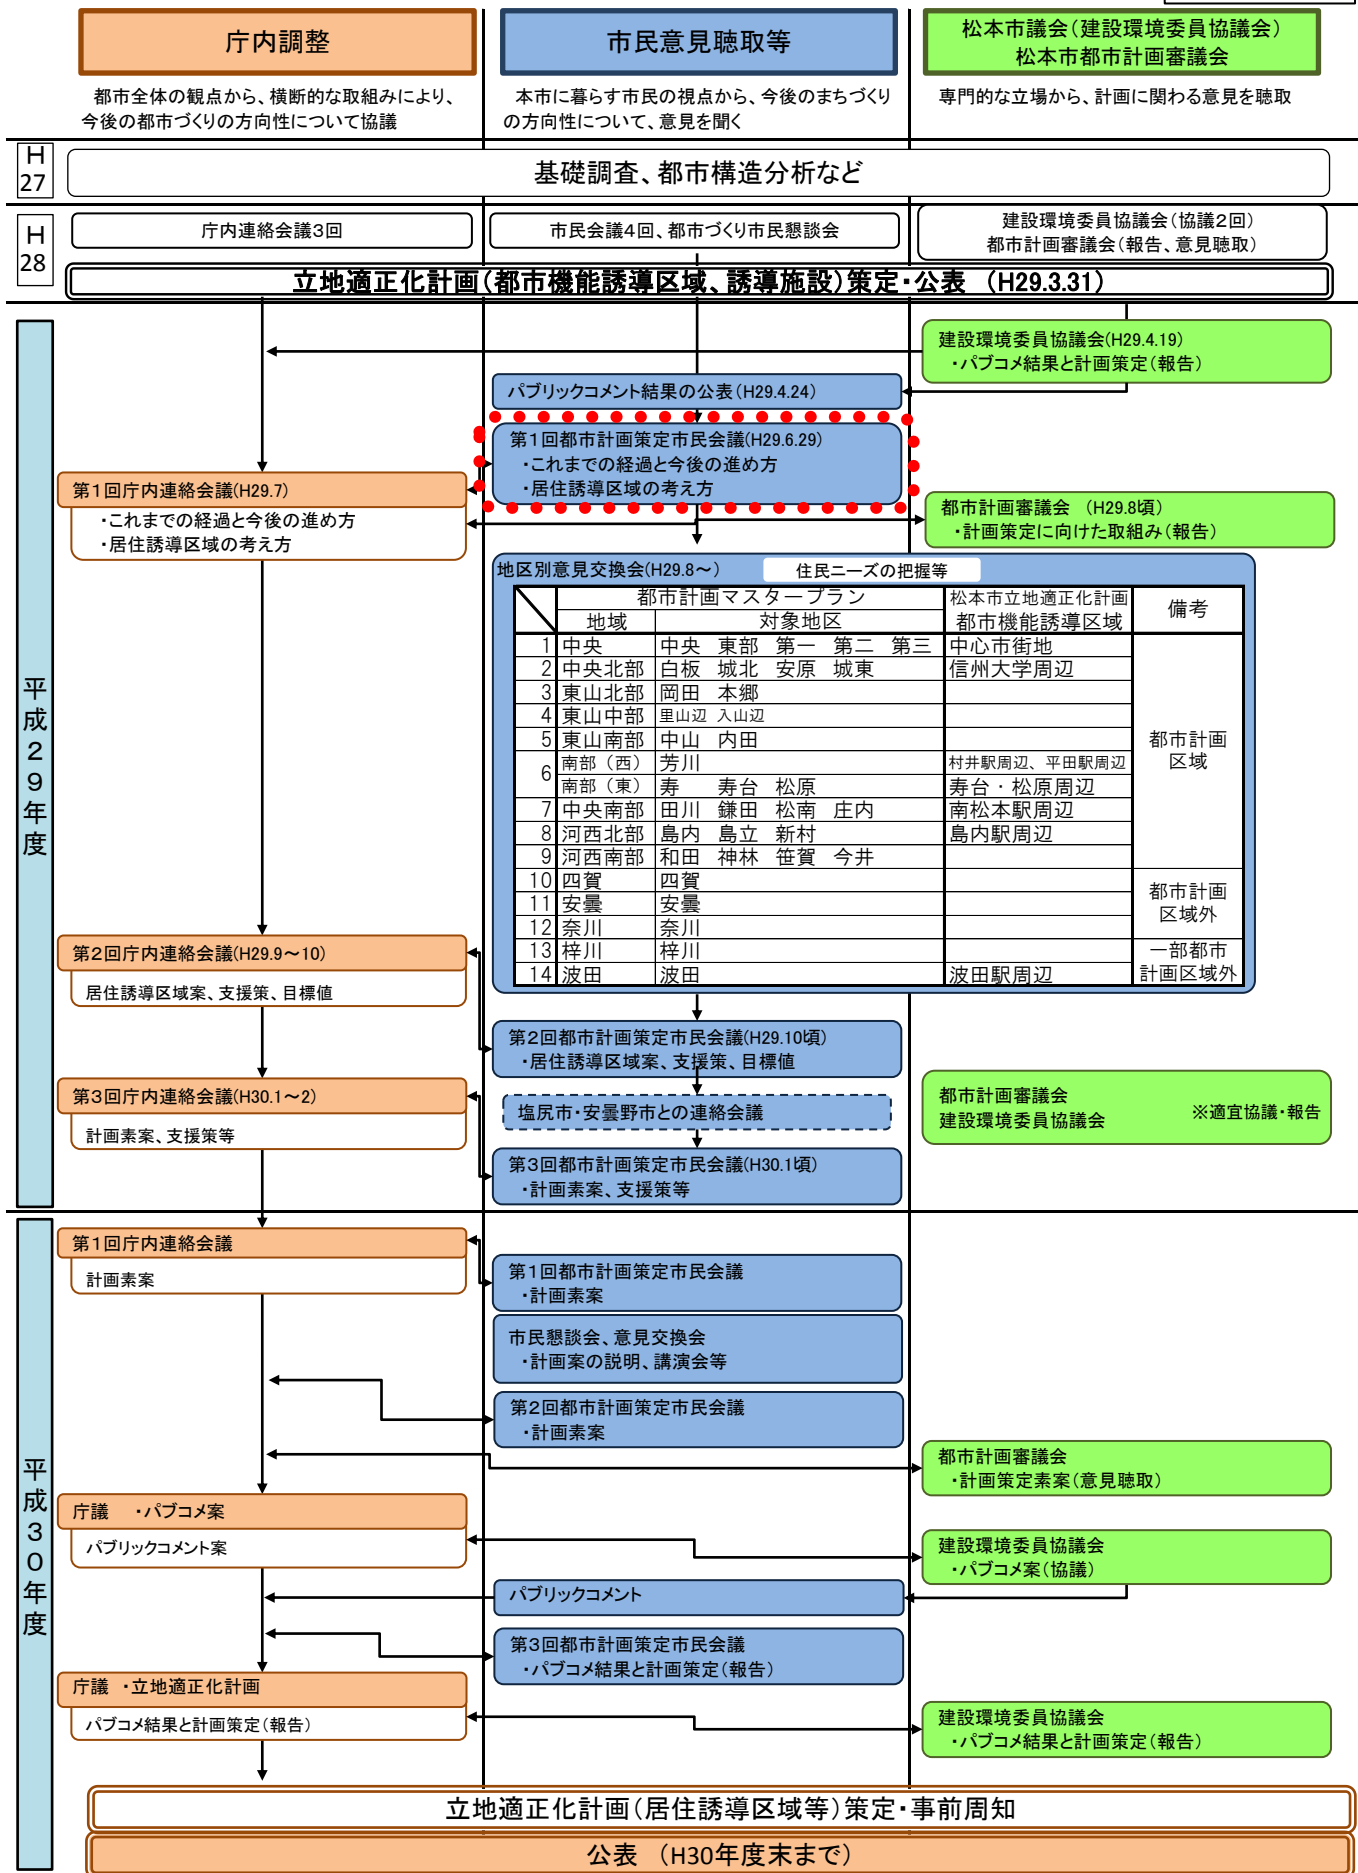 庁内調整
市民意見聴取等
松本市議会(建設環境委員協議会)
松本市都市計画審議会
都市全体の観点から、横断的な取組みにより、
今後の都市づくりの方向性について協議
本市に暮らす市民の視点から、今後のまちづくり
の方向性について、意見を聞く
専門的な立場から、計画に関わる意見を聴取
H
27
基礎調査、都市構造分析など
H
28
庁内連絡会議3回
市民会議4回、都市づくり市民懇談会
建設環境委員協議会(協議2回)
都市計画審議会(報告、意見聴取)
立地適正化計画(都市機能誘導区域、誘導施設)策定・公表 (H29.3.31)
平成29年度
建設環境委員協議会(H29.4.19)
・パブコメ結果と計画策定(報告)
パブリックコメント結果の公表(H29.4.24)
第1回都市計画策定市民会議(H29.6.29)
・これまでの経過と今後の進め方
・居住誘導区域の考え方
第1回庁内連絡会議(H29.7)
・これまでの経過と今後の進め方
・居住誘導区域の考え方
都市計画審議会 (H29.8頃)
・計画策定に向けた取組み(報告)
地区別意見交換会(H29.8~) 住民ニーズの把握等
都市計画マスタープラン 松本市立地適正化計画 備考
地域 対象地区 都市機能誘導区域
1 中央 中央 東部 第一 第二 第三 中心市街地
2 中央北部 白板 城北 安原 城東 信州大学周辺
3 東山北部 岡田 本郷
4 東山中部 里山辺 入山辺
5 東山南部 中山 内田
6 南部(西) 芳川 村井駅周辺、平田駅周辺
南部(東) 寿 寿台 松原 寿台・松原周辺
7 中央南部 田川 鎌田 松南 庄内 南松本駅周辺
8 河西北部 島内 島立 新村 島内駅周辺
9 河西南部 和田 神林 笹賀 今井
都市計画
区域
10 四賀 四賀
11 安曇 安曇
12 奈川 奈川
都市計画
区域外
13 梓川 梓川
14 波田 波田 波田駅周辺
一部都市
計画区域外
第2回庁内連絡会議(H29.9~10)
居住誘導区域案、支援策、目標値
第2回都市計画策定市民会議(H29.10頃)
・居住誘導区域案、支援策、目標値
第3回庁内連絡会議(H30.1~2)
計画素案、支援策等
塩尻市・安曇野市との連絡会議
都市計画審議会
建設環境委員協議会 ※適宜協議・報告
第3回都市計画策定市民会議(H30.1頃)
・計画素案、支援策等
平成30年度
第1回庁内連絡会議
計画素案
第1回都市計画策定市民会議
・計画素案
市民懇談会、意見交換会
・計画案の説明、講演会等
第2回都市計画策定市民会議
・計画素案
都市計画審議会
・計画策定素案(意見聴取)
庁議 ・パブコメ案
パブリックコメント案
建設環境委員協議会
・パブコメ案(協議)
パブリックコメント
第3回都市計画策定市民会議
・パブコメ結果と計画策定(報告)
庁議 ・立地適正化計画
パブコメ結果と計画策定(報告)
建設環境委員協議会
・パブコメ結果と計画策定(報告)
立地適正化計画(居住誘導区域等)策定・事前周知
公表 (H30年度末まで)